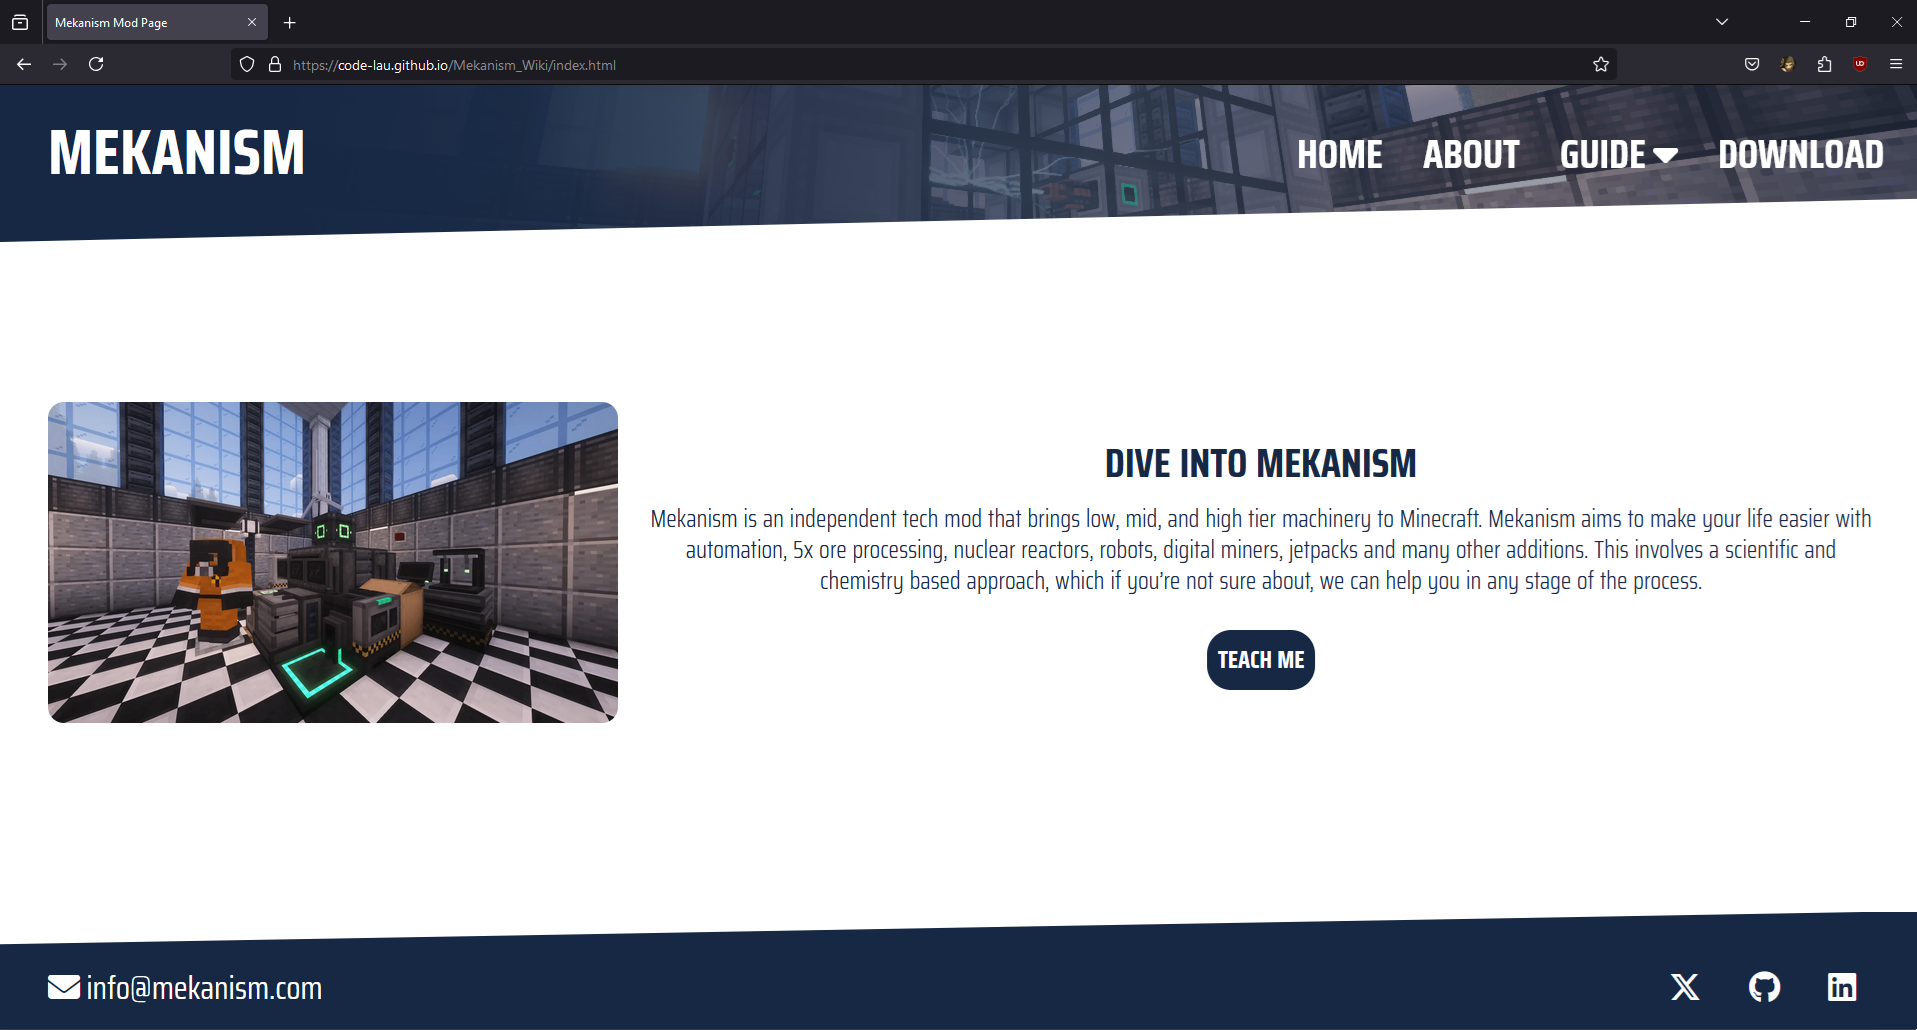 Mekanism Mod Page
https://code-lau.github.io/Mekanism_Wiki/index.html
MEKANISM
HOME ABOUT GUIDE DOWNLOAD
DIVE INTO MEKANISM
Mekanism is an independent tech mod that brings low, mid, and high tier machinery to Minecraft. Mekanism aims to make your life easier with
automation, 5x ore processing, nuclear reactors, robots, digital miners, jetpacks and many other additions. This involves a scientific and
chemistry based approach, which if you’re not sure about, we can help you in any stage of the process.
TEACH ME
info@mekanism.com